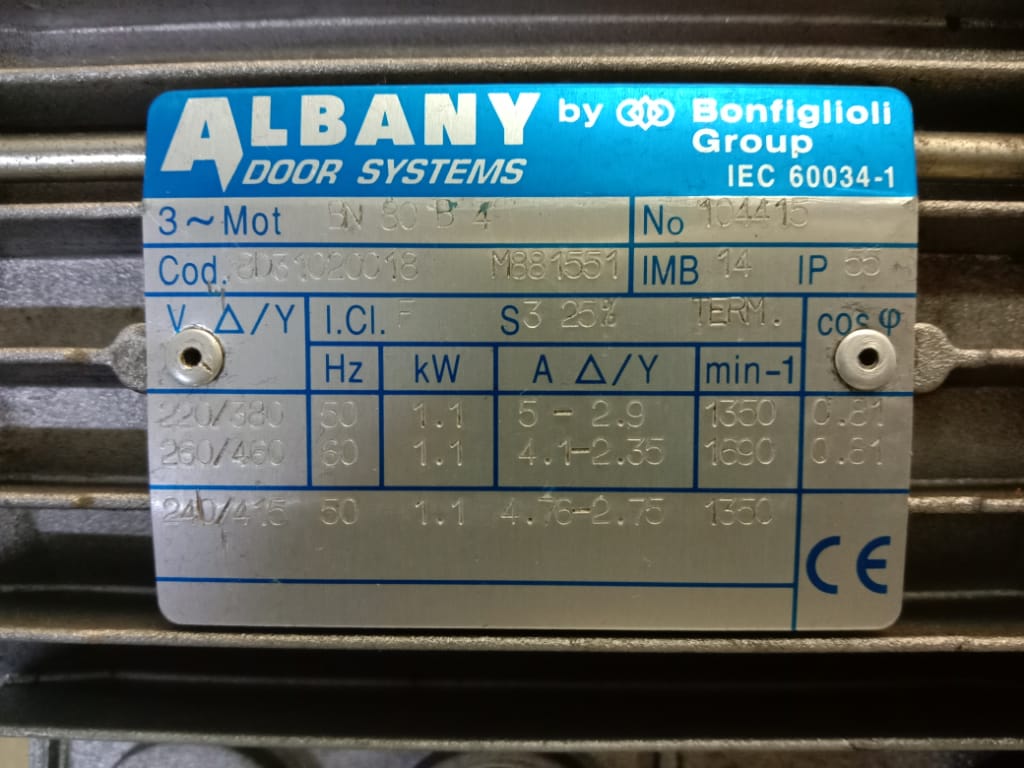 ALBANY by Bonfiglioli
DOOR SYSTEMS Group
IEC 60034-1
3~Mot BN 80 B 4 No 104415
Cod. 8D31020018 M881551 IMB 14 IP 55
V Δ/Y I.Cl. F S3 25% TERM. cos φ
Hz kW A Δ/Y min-1
220/380 50 1.1 5 - 2.9 1350 0.81
260/460 60 1.1 4.1-2.35 1690 0.81
240/415 50 1.1 4.76-2.75 1350
CE